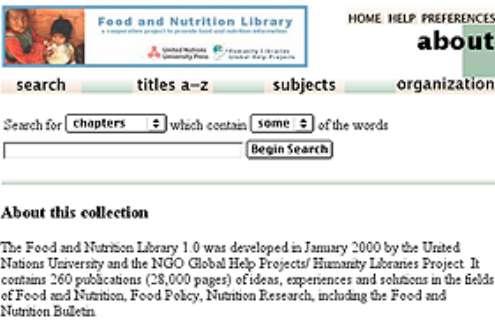 HOME HELP PREFERENCES
Food and Nutrition Library
a cooperation project to provide food and nutrition information.
about
United Nations University Press
Humanity Libraries
Global Help Projects
search titles a–z subjects organization
Search for chapters which contain some of the words
Begin Search
About this collection
The Food and Nutrition Library 1.0 was developed in January 2000 by the United
Nations University and the NGO Global Help Projects/ Humanity Libraries Project. It
contains 260 publications (28,000 pages) of ideas, experiences and solutions in the fields
of Food and Nutrition, Food Policy, Nutrition Research, including the Food and
Nutrition Bulletin.